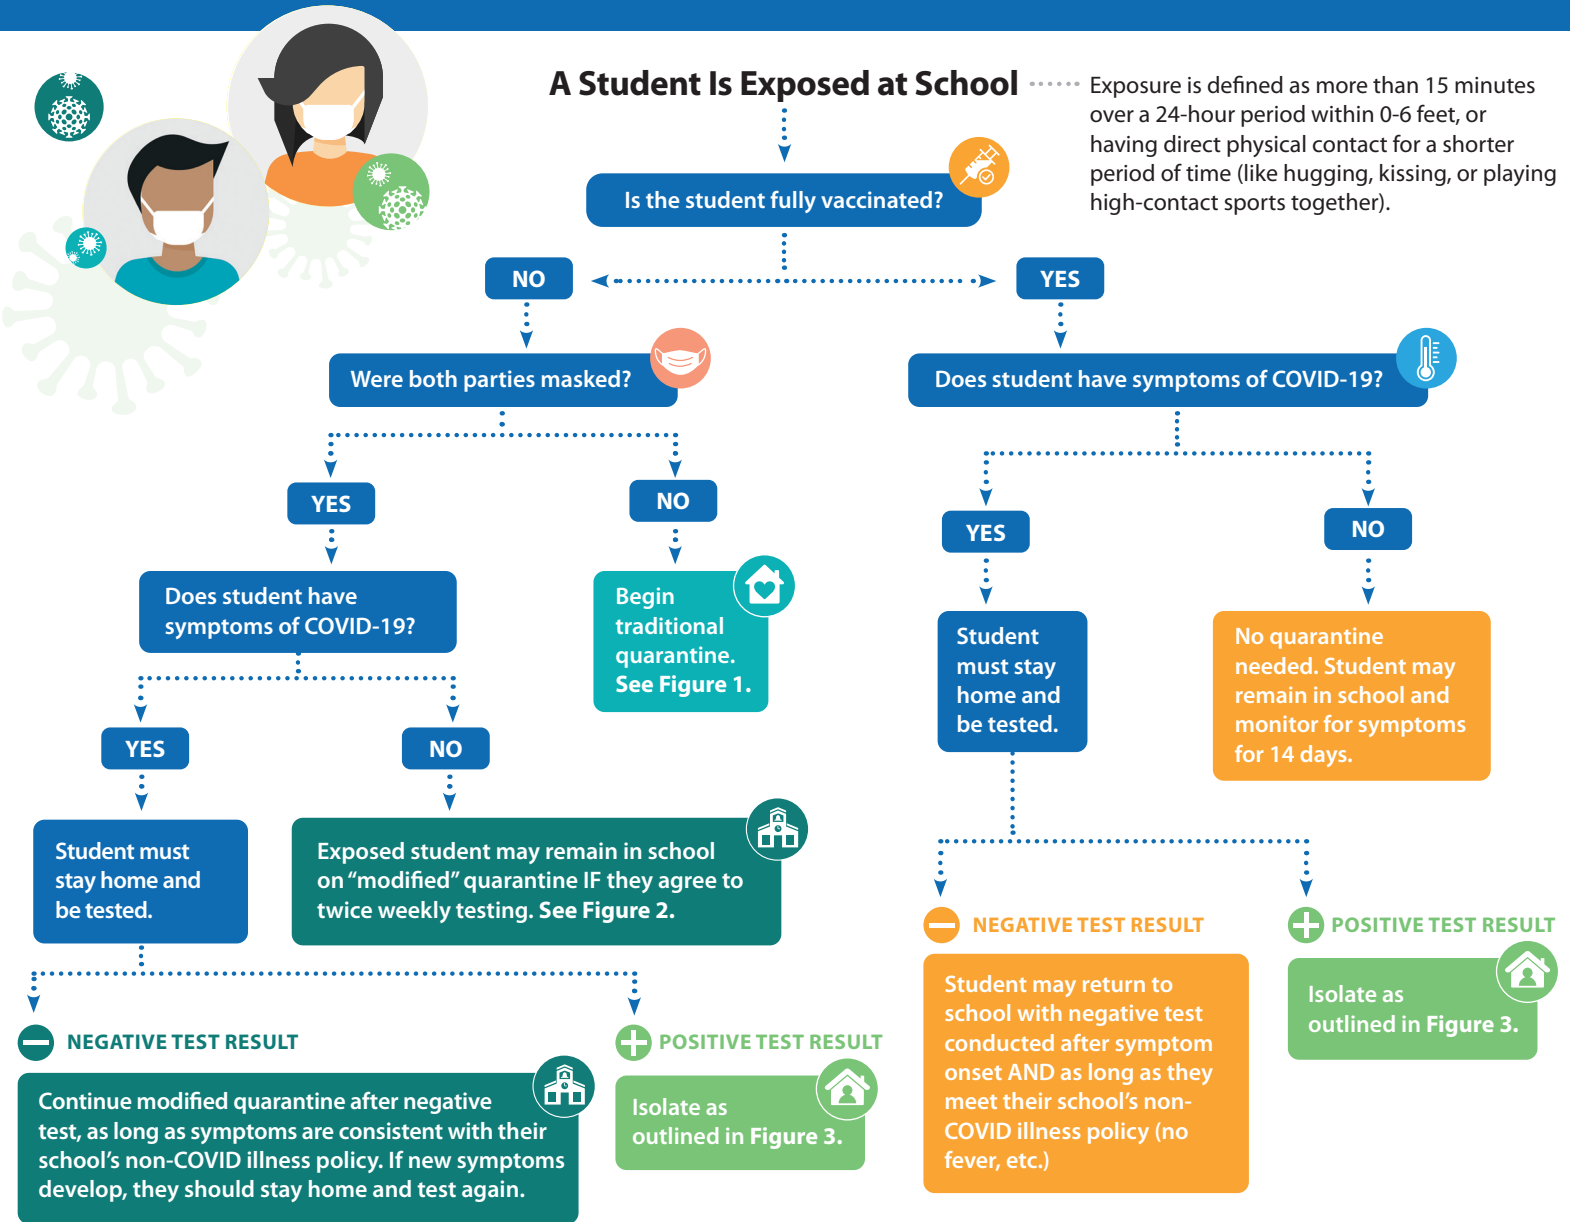 A Student Is Exposed at School
Exposure is defined as more than 15 minutes
over a 24-hour period within 0-6 feet, or
having direct physical contact for a shorter
period of time (like hugging, kissing, or playing
high-contact sports together).
Is the student fully vaccinated?
NO
YES
Were both parties masked?
Does student have symptoms of COVID-19?
YES
NO
YES
NO
Does student have
symptoms of COVID-19?
Begin
traditional
quarantine.
See Figure 1.
Student
must stay
home and
be tested.
No quarantine
needed. Student may
remain in school and
monitor for symptoms
for 14 days.
YES
NO
Student must
stay home and
be tested.
Exposed student may remain in school
on “modified” quarantine IF they agree to
twice weekly testing. See Figure 2.
NEGATIVE TEST RESULT
POSITIVE TEST RESULT
Student may return to
school with negative test
conducted after symptom
onset AND as long as they
meet their school’s non-
COVID illness policy (no
fever, etc.)
Isolate as
outlined in Figure 3.
NEGATIVE TEST RESULT
POSITIVE TEST RESULT
Continue modified quarantine after negative
test, as long as symptoms are consistent with their
school’s non-COVID illness policy. If new symptoms
develop, they should stay home and test again.
Isolate as
outlined in Figure 3.